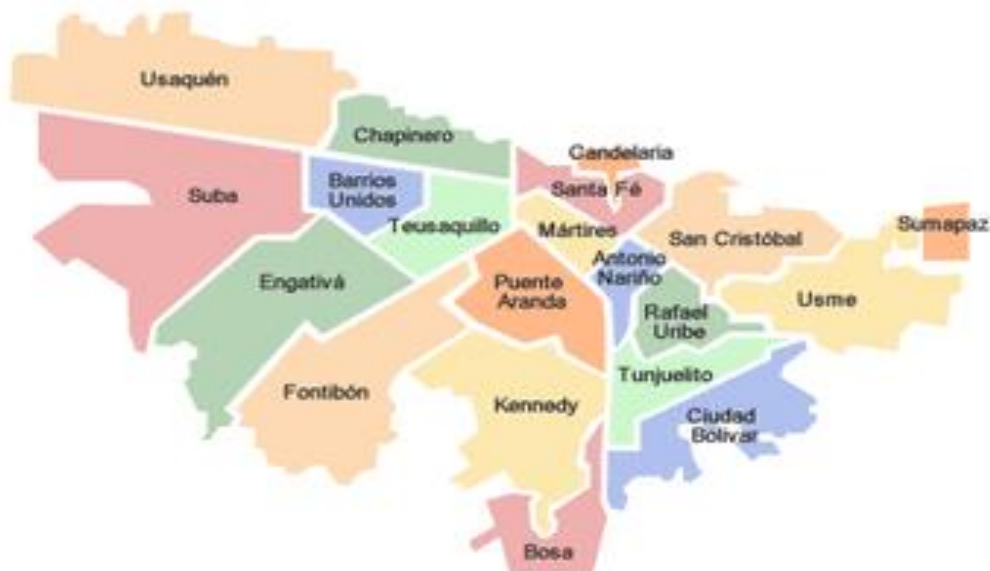 Usaquén
Chapinero
Candelaria
Suba
Barrios
Unidos
Santa Fé
Teusaquillo
Mártires
San Cristóbal
Sumapaz
Antonio
Nariño
Engativá
Puente
Aranda
Usme
Rafael
Uribe
Fontibón
Kennedy
Tunjuelito
Ciudad
Bolivar
Bosa